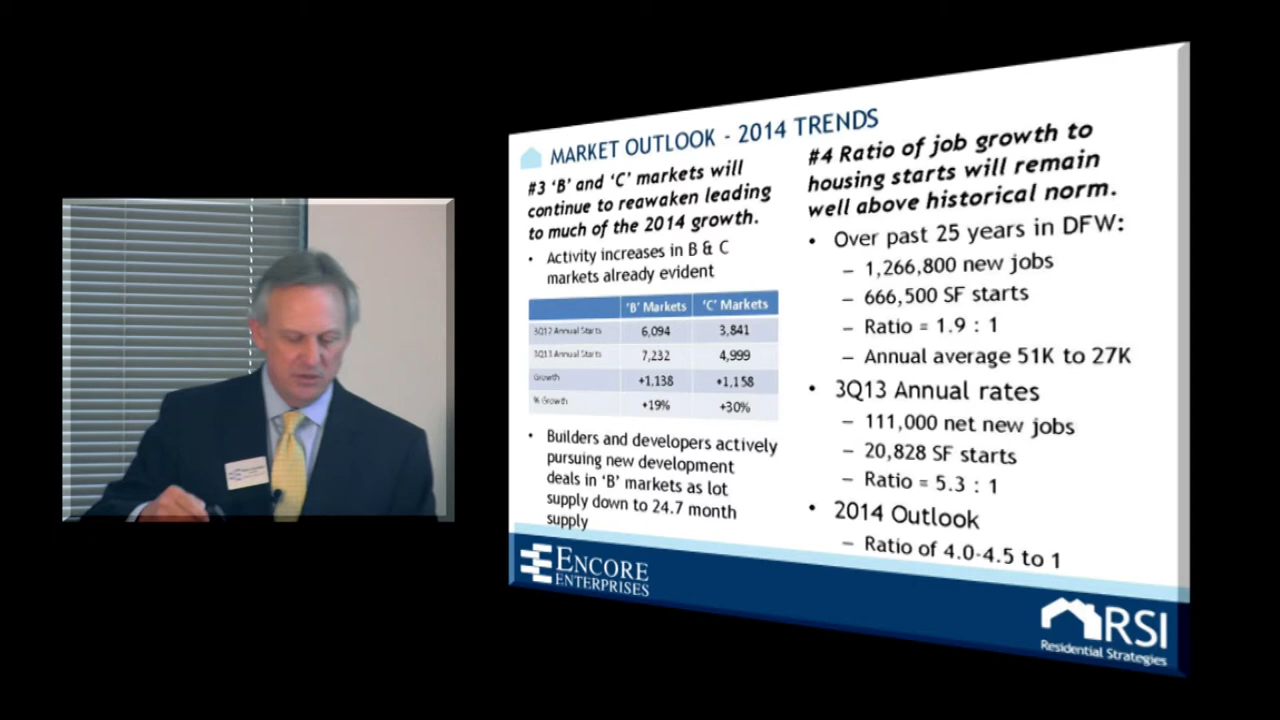 MARKET OUTLOOK - 2014 TRENDS
#3 'B' and 'C' markets will
continue to reawaken leading
to much of the 2014 growth.
• Activity increases in B & C
markets already evident
'B' Markets 'C' Markets
3Q12 Annual Starts 6,094 3,841
3Q13 Annual Starts 7,232 4,999
Growth +1,138 +1,158
% Growth +19% +30%
• Builders and developers actively
pursuing new development
deals in 'B' markets as lot
supply down to 24.7 month
supply
#4 Ratio of job growth to
housing starts will remain
well above historical norm.
• Over past 25 years in DFW:
– 1,266,800 new jobs
– 666,500 SF starts
– Ratio = 1.9 : 1
– Annual average 51K to 27K
• 3Q13 Annual rates
– 111,000 net new jobs
– 20,828 SF starts
– Ratio = 5.3 : 1
• 2014 Outlook
– Ratio of 4.0-4.5 to 1
ENCORE
ENTERPRISES
RSI
Residential Strategies